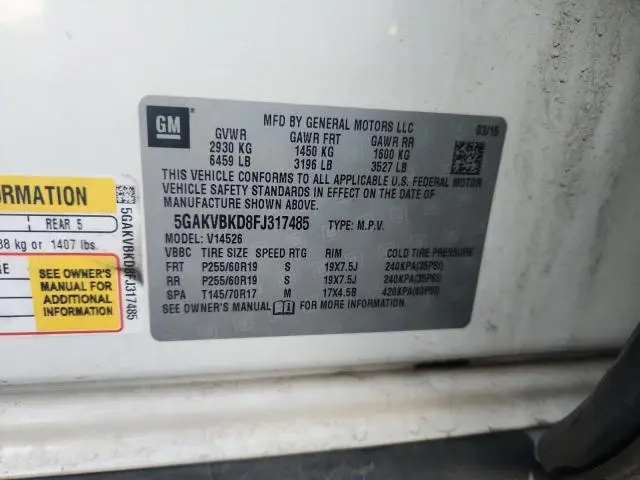 GM
MFD BY GENERAL MOTORS LLC 03/15
GVWR GAWR FRT GAWR RR
2930 KG 1450 KG 1600 KG
6459 LB 3196 LB 3527 LB
THIS VEHICLE CONFORMS TO ALL APPLICABLE U.S. FEDERAL MOTOR
VEHICLE SAFETY STANDARDS IN EFFECT ON THE DATE OF
MANUFACTURE SHOWN ABOVE.
5GAKVBKD8FJ317485 TYPE: M.P.V.
MODEL: V14526
VBBC TIRE SIZE SPEED RTG RIM COLD TIRE PRESSURE
FRT P255/60R19 S 19X7.5J 240KPA(35PSI)
RR P255/60R19 S 19X7.5J 240KPA(35PSI)
SPA T145/70R17 M 17X4.5B 420KPA(60PSI)
SEE OWNER'S MANUAL FOR MORE INFORMATION.
ORMATION
REAR 5
38 kg or 1407 lbs.
RE
SEE OWNER'S
MANUAL FOR
ADDITIONAL
INFORMATION
5GAKVBKD8FJ317485